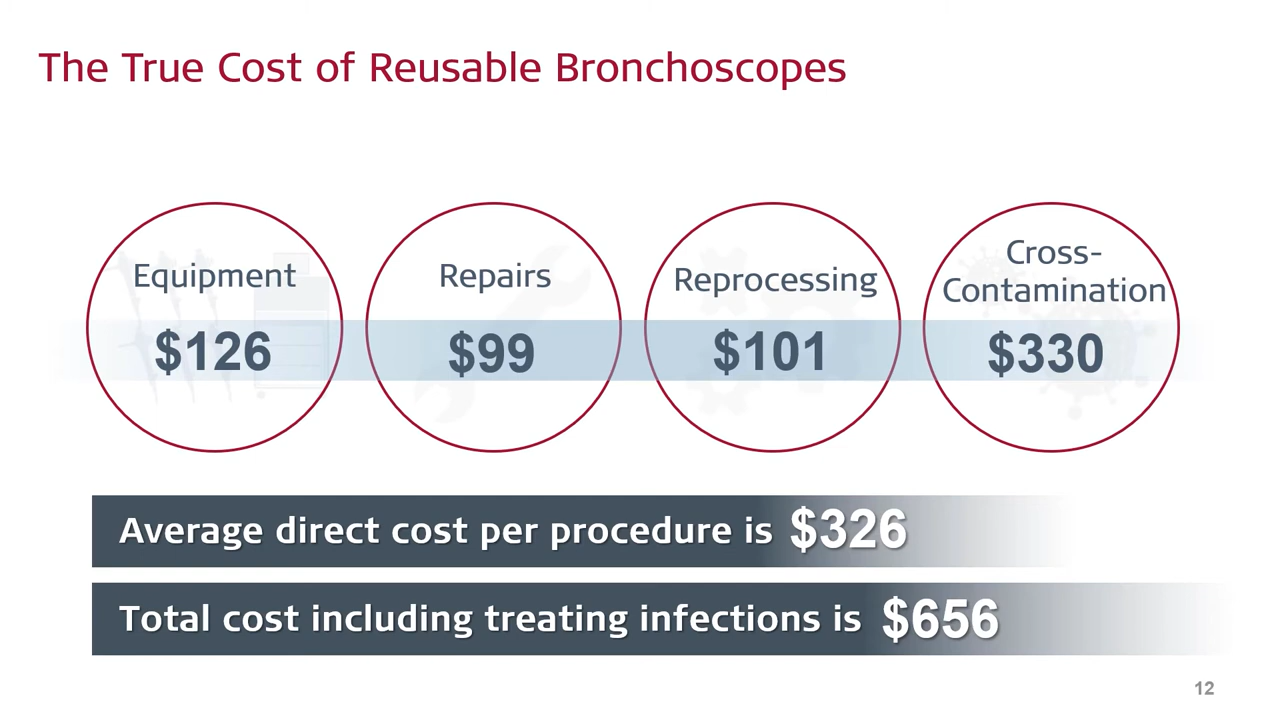 The True Cost of Reusable Bronchoscopes
Equipment
$126
Repairs
$99
Reprocessing
$101
Cross-
Contamination
$330
Average direct cost per procedure is $326
Total cost including treating infections is $656
12